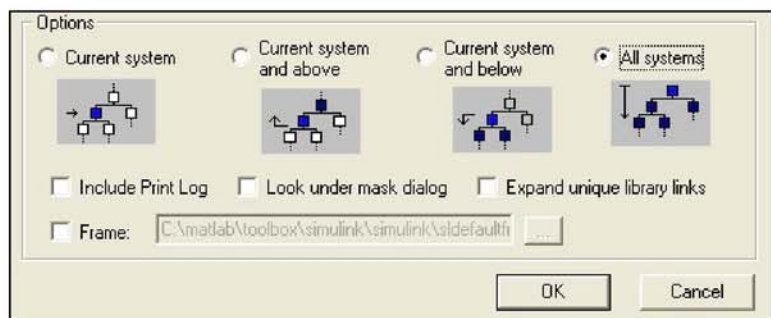 Options
Current system
Current system
and above
Current system
and below
All systems
Include Print Log
Look under mask dialog
Expand unique library links
Frame:
C:\matlab\toolbox\simulink\simulink\sldefaultfr
...
OK
Cancel